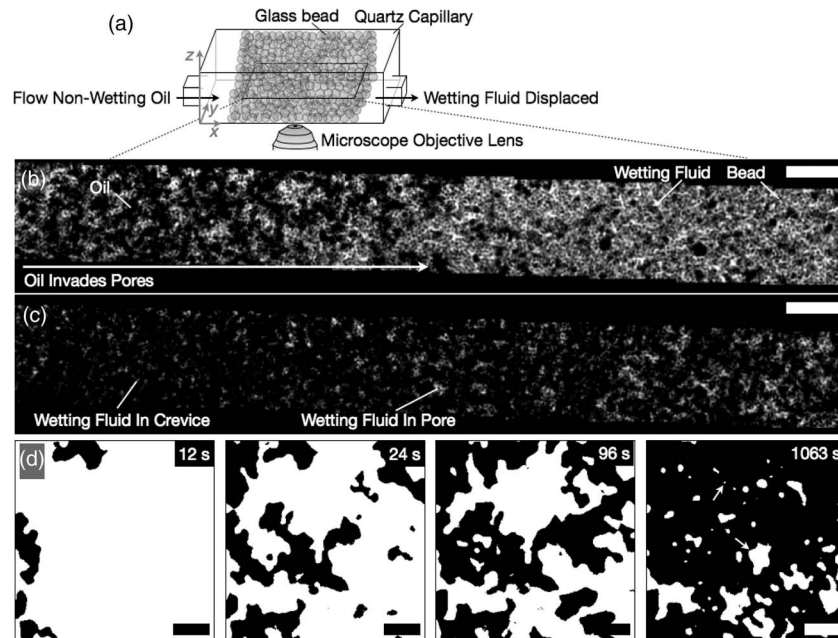 (a)
Glass bead
Quartz Capillary
z
Flow Non-Wetting Oil
Wetting Fluid Displaced
y
x
Microscope Objective Lens
(b)
Oil
Wetting Fluid
Bead
Oil Invades Pores
(c)
Wetting Fluid In Crevice
Wetting Fluid In Pore
(d)
12 s
24 s
96 s
1063 s